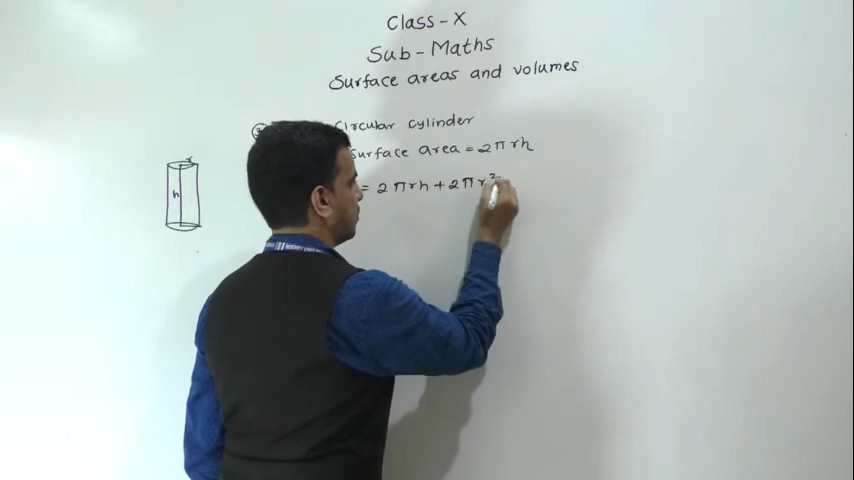 Class-X
Sub-Maths
Surface areas and volumes
Circular cylinder
Surface area = 2πrh
= 2πrh + 2πr²
r
h